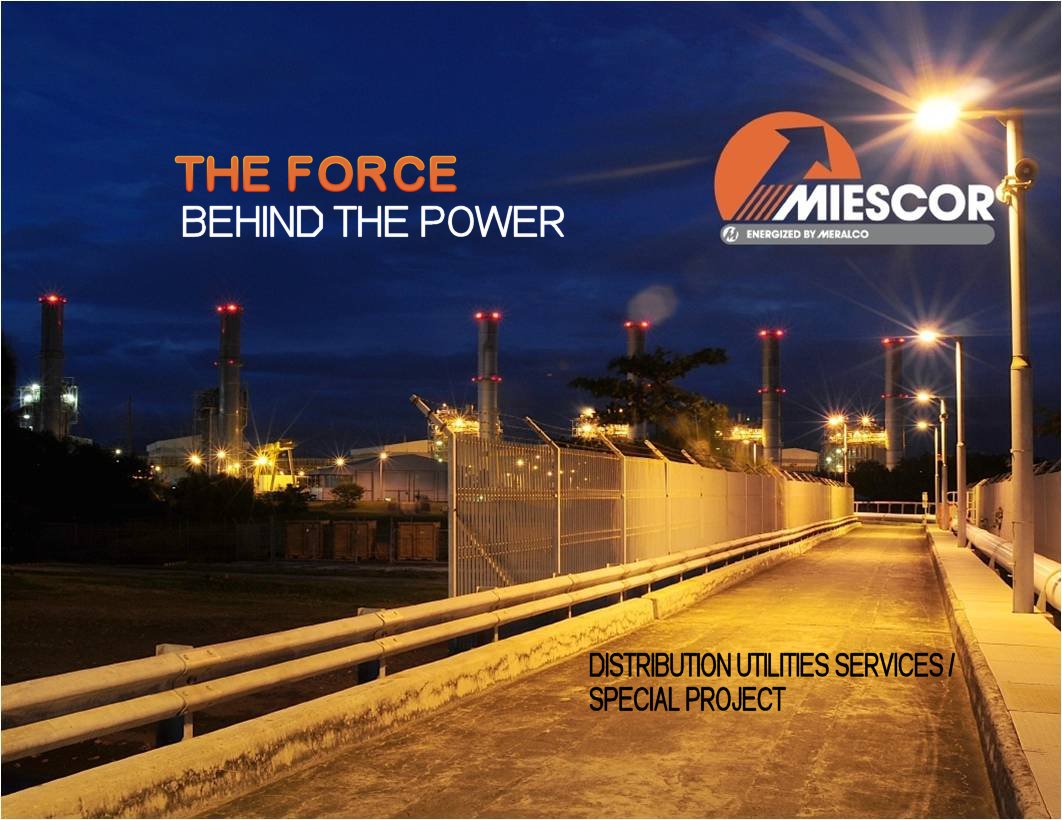 THE FORCE
BEHIND THE POWER
MIESCOR
ENERGIZED BY MERALCO
DISTRIBUTION UTILITIES SERVICES /
SPECIAL PROJECT